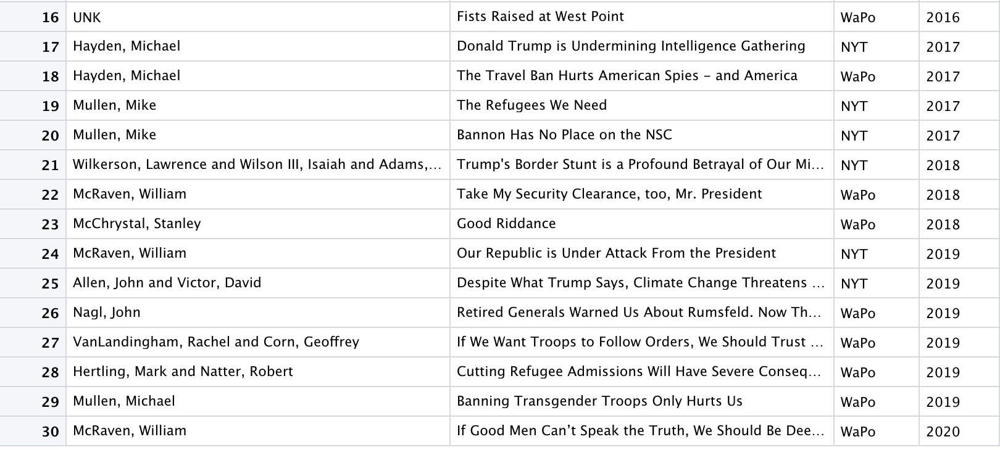 16 UNK Fists Raised at West Point WaPo 2016
17 Hayden, Michael Donald Trump is Undermining Intelligence Gathering NYT 2017
18 Hayden, Michael The Travel Ban Hurts American Spies – and America WaPo 2017
19 Mullen, Mike The Refugees We Need NYT 2017
20 Mullen, Mike Bannon Has No Place on the NSC NYT 2017
21 Wilkerson, Lawrence and Wilson III, Isaiah and Adams,... Trump's Border Stunt is a Profound Betrayal of Our Mi... NYT 2018
22 McRaven, William Take My Security Clearance, too, Mr. President WaPo 2018
23 McChrystal, Stanley Good Riddance WaPo 2018
24 McRaven, William Our Republic is Under Attack From the President NYT 2019
25 Allen, John and Victor, David Despite What Trump Says, Climate Change Threatens ... NYT 2019
26 Nagl, John Retired Generals Warned Us About Rumsfeld. Now Th... WaPo 2019
27 VanLandingham, Rachel and Corn, Geoffrey If We Want Troops to Follow Orders, We Should Trust ... WaPo 2019
28 Hertling, Mark and Natter, Robert Cutting Refugee Admissions Will Have Severe Conseq... WaPo 2019
29 Mullen, Michael Banning Transgender Troops Only Hurts Us WaPo 2019
30 McRaven, William If Good Men Can’t Speak the Truth, We Should Be Dee... WaPo 2020